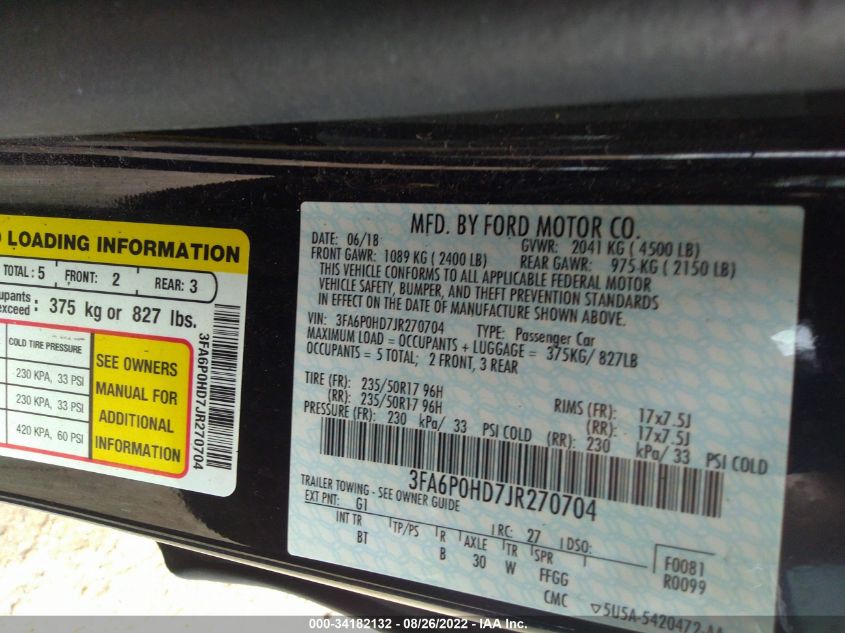 LOADING INFORMATION
TOTAL: 5 FRONT: 2 REAR: 3
exceed: 375 kg or 827 lbs.
COLD TIRE PRESSURE
230 KPA, 33 PSI
230 KPA, 33 PSI
420 KPA, 60 PSI
SEE OWNERS
MANUAL FOR
ADDITIONAL
INFORMATION
3FA6P0HD7JR270704
MFD. BY FORD MOTOR CO.
DATE: 06/18 GVWR: 2041 KG ( 4500 LB)
FRONT GAWR: 1089 KG ( 2400 LB) REAR GAWR: 975 KG ( 2150 LB)
THIS VEHICLE CONFORMS TO ALL APPLICABLE FEDERAL MOTOR
VEHICLE SAFETY, BUMPER, AND THEFT PREVENTION STANDARDS
IN EFFECT ON THE DATE OF MANUFACTURE SHOWN ABOVE.
VIN: 3FA6P0HD7JR270704 TYPE: Passenger Car
MAXIMUM LOAD = OCCUPANTS + LUGGAGE = 375KG/ 827LB
OCCUPANTS = 5 TOTAL; 2 FRONT, 3 REAR
TIRE (FR): 235/50R17 96H RIMS (FR): 17x7.5J
(RR): 235/50R17 96H (RR): 17x7.5J
PRESSURE (FR): 230 kPa/ 33 PSI COLD (RR): 230 kPa/ 33 PSI COLD
3FA6P0HD7JR270704
TRAILER TOWING - SEE OWNER GUIDE
EXT PNT: G1 RC: 27 DSO: F0081
INT TR TP/PS R AXLE TR SPR R0099
BT B 30 W FFGG
CMC 5U5A-5420472-AA
000-34182132 - 08/26/2022 - IAA Inc.